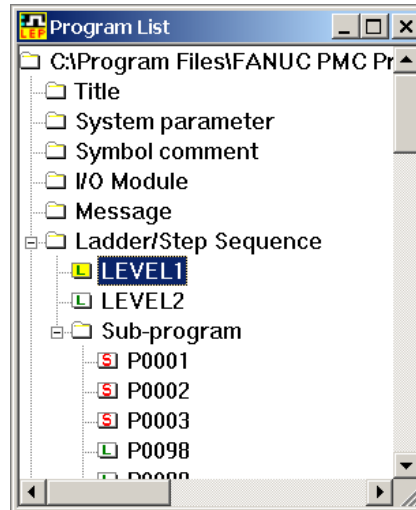 LEP Program List
C:\Program Files\FANUC PMC Pr
Title
System parameter
Symbol comment
I/O Module
Message
Ladder/Step Sequence
L LEVEL1
L LEVEL2
Sub-program
S P0001
S P0002
S P0003
L P0098